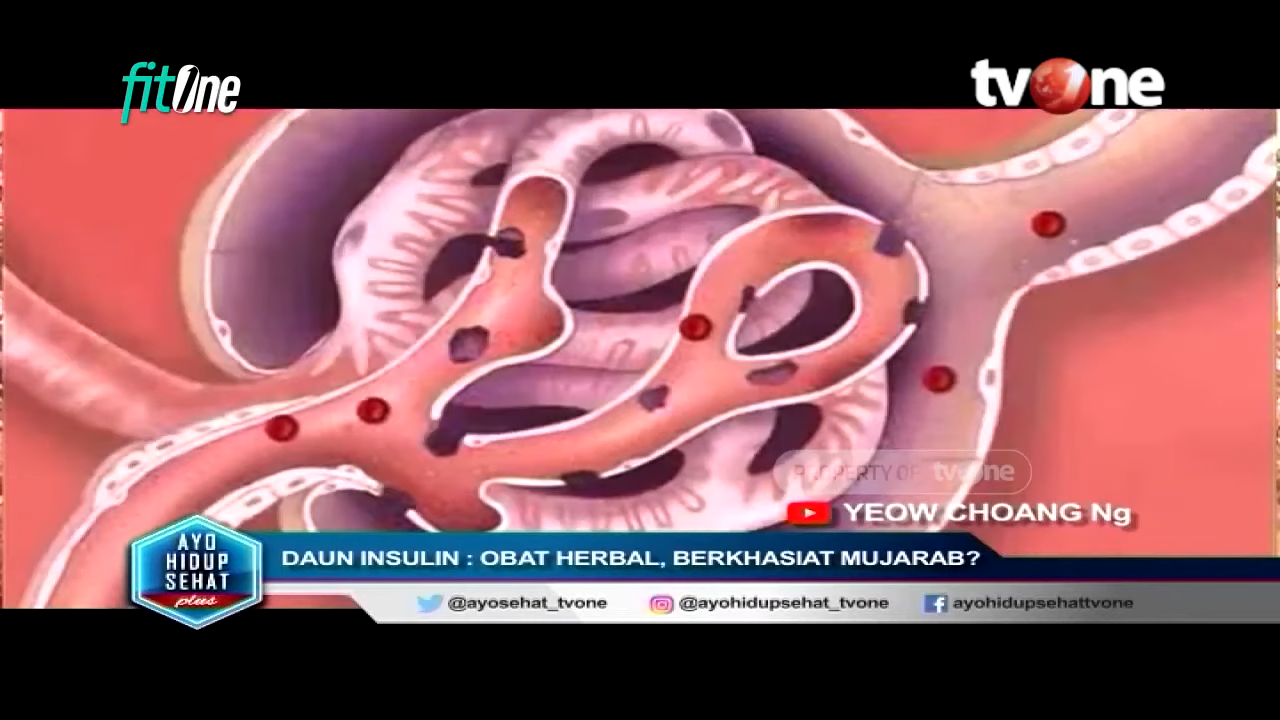 fitOne
tvOne
PROPERTY OF tvOne
YEOW CHOANG Ng
AYO
HIDUP
SEHAT
plus
DAUN INSULIN : OBAT HERBAL, BERKHASIAT MUJARAB?
@ayosehat_tvone @ayohidupsehat_tvone ayohidupsehattvone